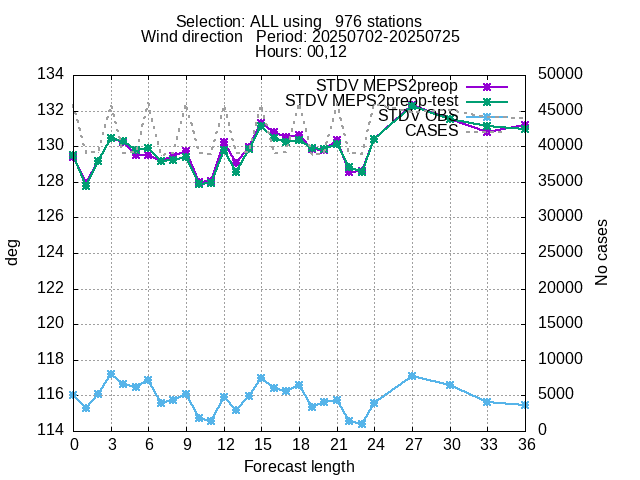 Selection: ALL using   976 stations
Wind direction   Period: 20250702-20250725
Hours: 00,12
STDV MEPS2preop
STDV MEPS2preop-test
STDV OBS
CASES
deg
134
132
130
128
126
124
122
120
118
116
114
50000
45000
40000
35000
30000
25000
20000
15000
10000
5000
0
No cases
0 3 6 9 12 15 18 21 24 27 30 33 36
Forecast length